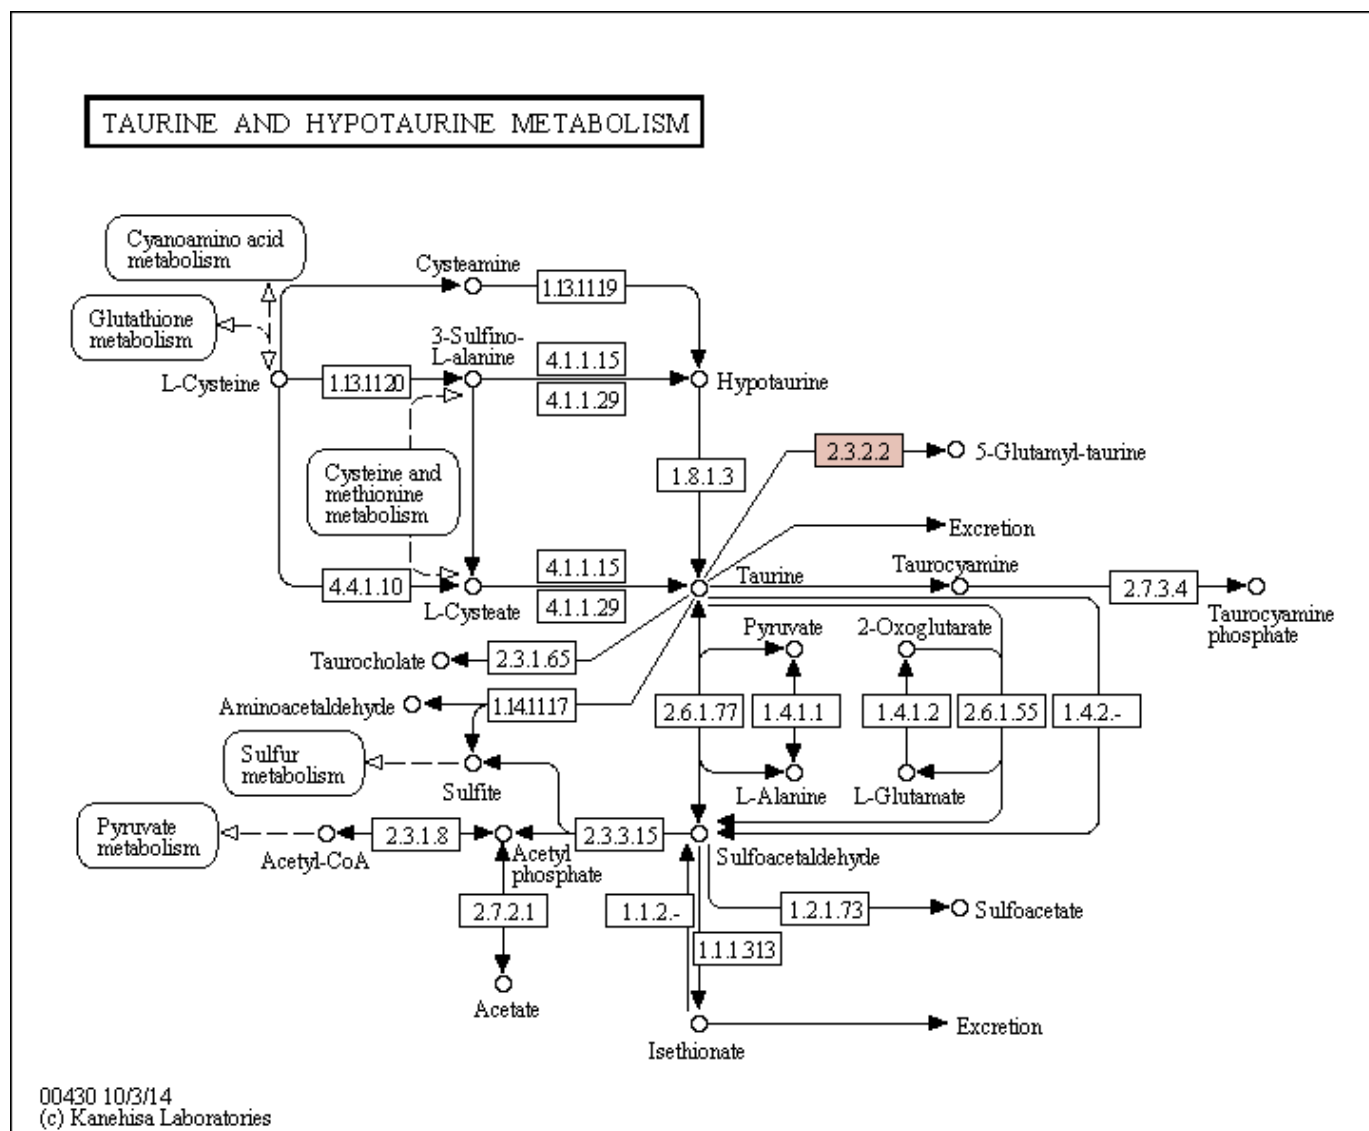 TAURINE AND HYPOTAURINE METABOLISM
Cyanoamino acid
metabolism
Cysteamine
1.13.1119
Glutathione
metabolism
3-Sulfino-
L-alanine
4.1.1.15
L-Cysteine
1.13.1120
4.1.1.29
Hypotaurine
2.3.2.2
5-Glutamyl-taurine
Cysteine and
methionine
metabolism
1.8.1.3
Excretion
4.1.1.15
Taurine
Taurocyamine
4.4.1.10
2.7.3.4
L-Cysteate
4.1.1.29
Taurocyamine
phosphate
Pyruvate
2-Oxoglutarate
Taurocholate
2.3.1.65
Aminoacetaldehyde
1.14.1117
2.6.1.77
1.4.1.1
1.4.1.2
2.6.1.55
1.4.2.-
Sulfur
metabolism
Sulfite
L-Alanine
L-Glutamate
Pyruvate
metabolism
Acetyl-CoA
2.3.1.8
Acetyl
phosphate
2.3.3.15
Sulfoacetaldehyde
2.7.2.1
1.1.2.-
1.2.1.73
Sulfoacetate
1.1.1.313
Acetate
Isethionate
Excretion
00430 10/3/14
(c) Kanehisa Laboratories